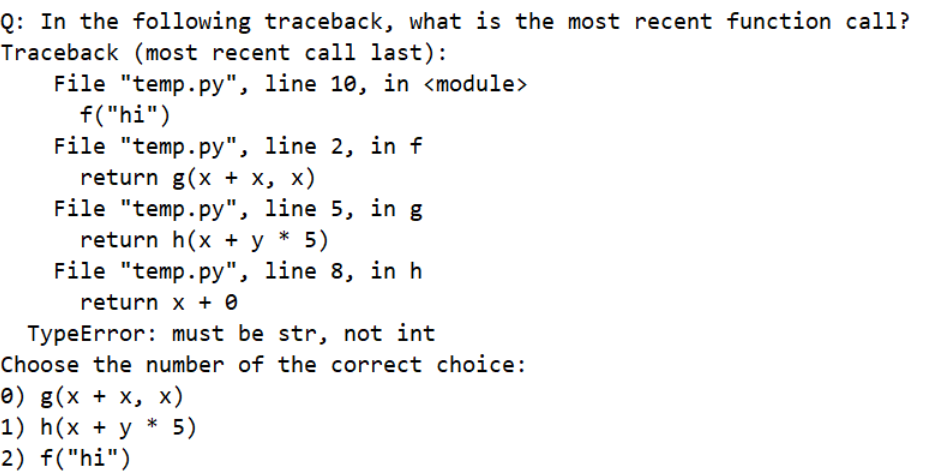 Q: In the following traceback, what is the most recent function call?
Traceback (most recent call last):
    File "temp.py", line 10, in <module>
      f("hi")
    File "temp.py", line 2, in f
      return g(x + x, x)
    File "temp.py", line 5, in g
      return h(x + y * 5)
    File "temp.py", line 8, in h
      return x + 0
  TypeError: must be str, not int
Choose the number of the correct choice:
0) g(x + x, x)
1) h(x + y * 5)
2) f("hi")